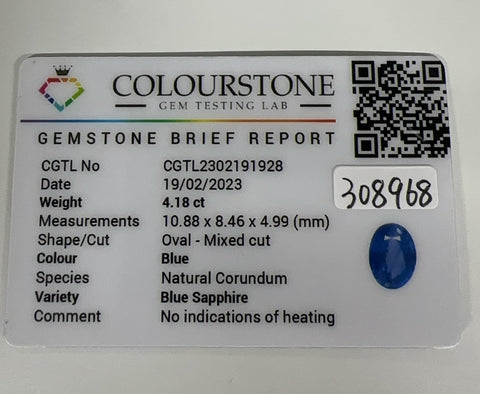 COLOURSTONE
GEM TESTING LAB
GEMSTONE BRIEF REPORT
CGTL No CGTL2302191928
Date 19/02/2023
308968
Weight 4.18 ct
Measurements 10.88 x 8.46 x 4.99 (mm)
Shape/Cut Oval - Mixed cut
Colour Blue
Species Natural Corundum
Variety Blue Sapphire
Comment No indications of heating